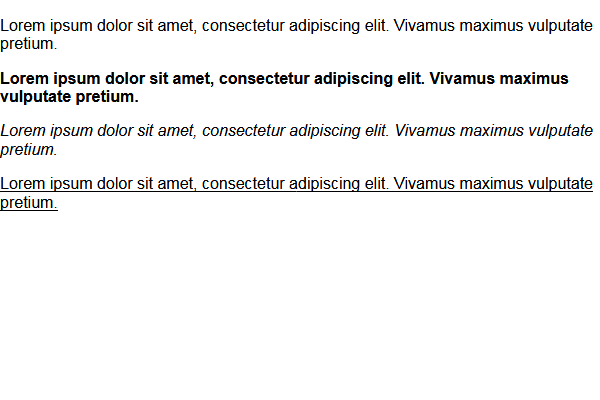 Lorem ipsum dolor sit amet, consectetur adipiscing elit. Vivamus maximus vulputate
pretium.
Lorem ipsum dolor sit amet, consectetur adipiscing elit. Vivamus maximus
vulputate pretium.
Lorem ipsum dolor sit amet, consectetur adipiscing elit. Vivamus maximus vulputate
pretium.
Lorem ipsum dolor sit amet, consectetur adipiscing elit. Vivamus maximus vulputate
pretium.